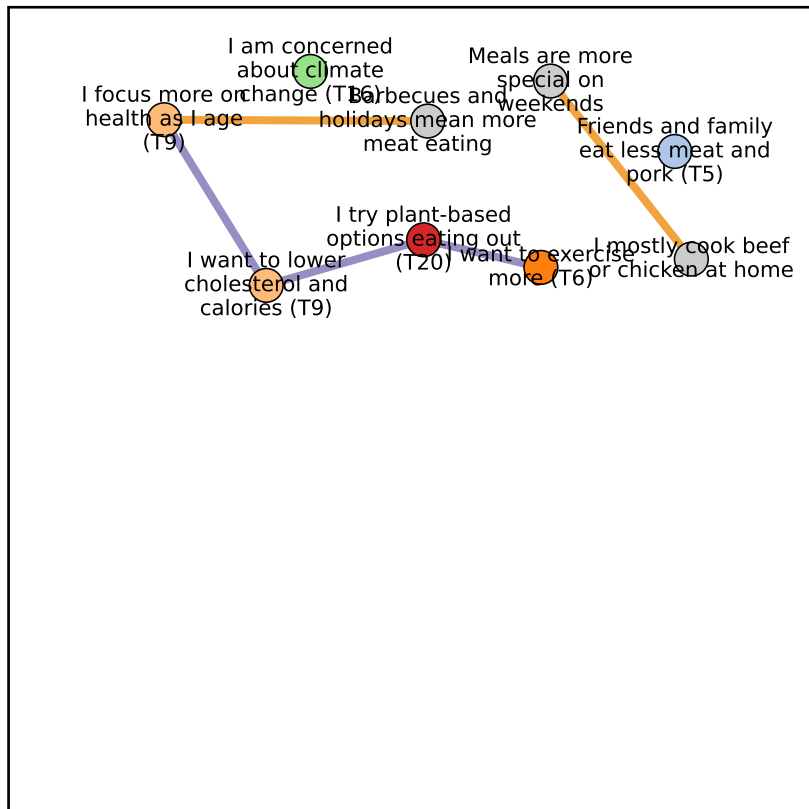 I am concerned
about climate
change (T16)
Meals are more
special on
weekends
I focus more on
health as I age
(T9)
Barbecues and
holidays mean more
meat eating
Friends and family
eat less meat and
pork (T5)
I try plant-based
options eating out
(T20)
I want to exercise
more (T6)
I mostly cook beef
or chicken at home
I want to lower
cholesterol and
calories (T9)